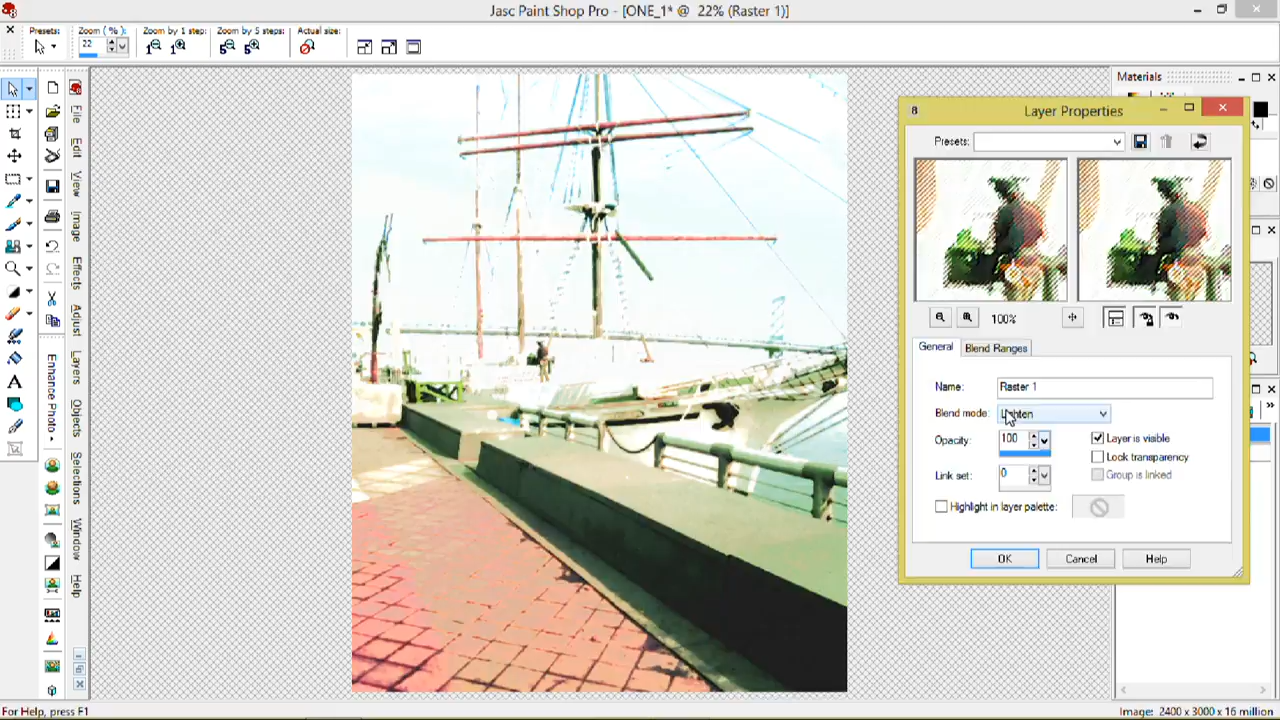 Jasc Paint Shop Pro - [ONE_1* @ 22% (Raster 1)]
Presets:
Zoom ( % ):
22
Zoom by 1 step:
Zoom by 5 steps:
Actual size:
File
Edit
View
Image
Effects
Adjust
Layers
Objects
Selections
Window
Help
Enhance Photo
Materials
Layer Properties
Presets:
100%
General
Blend Ranges
Name:
Raster 1
Blend mode:
Lighten
Opacity:
100
Layer is visible
Lock transparency
Link set:
0
Group is linked
Highlight in layer palette:
OK
Cancel
Help
For Help, press F1
Image: 2400 x 3000 x 16 million